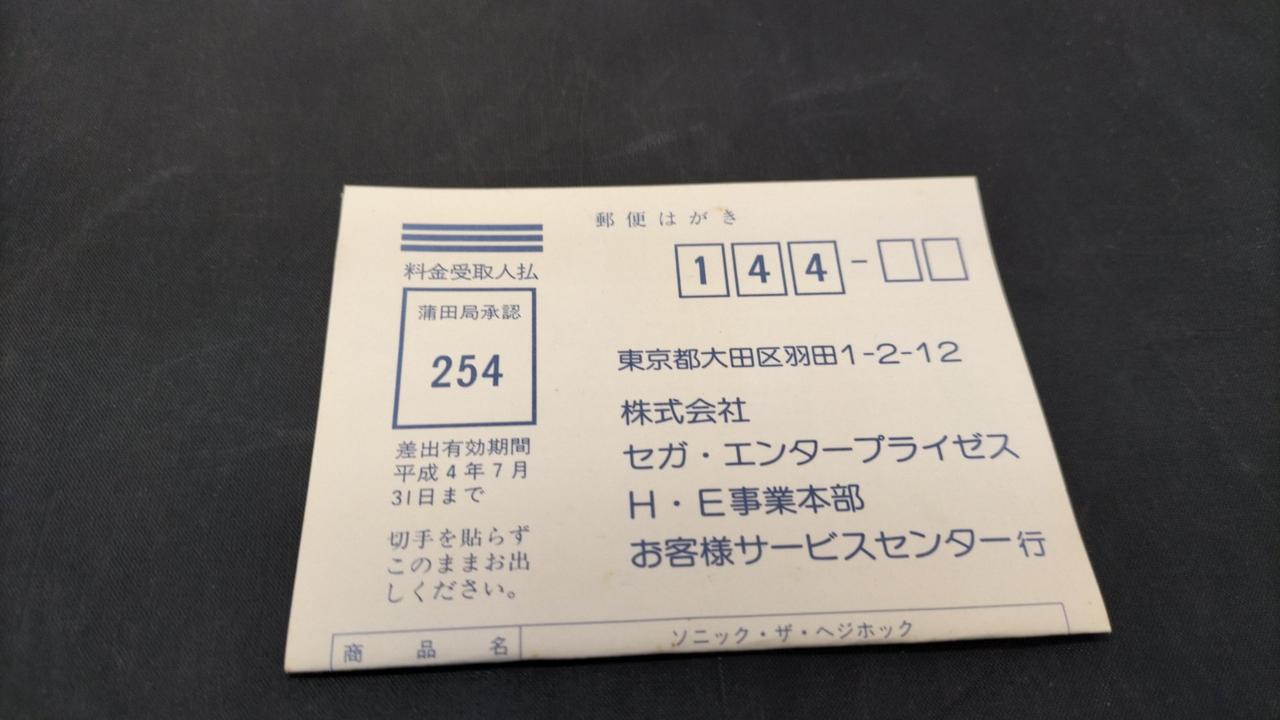 郵便はがき
144-
料金受取人払
蒲田局承認
254
差出有効期間
平成4年7月
31日まで
切手を貼らず
このままお出
しください。
東京都大田区羽田1-2-12
株式会社
セガ・エンタープライゼス
H・E事業本部
お客様サービスセンター行
商品名
ソニック・ザ・ヘジホック